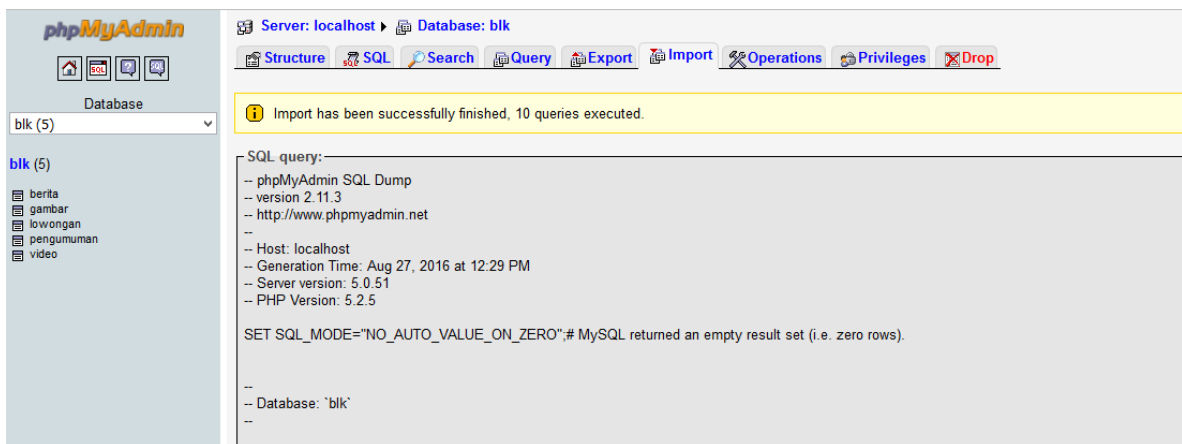 phpMyAdmin
SQL
Database
blk (5)
blk (5)
berita
gambar
lowongan
pengumuman
video
Server: localhost Database: blk
Structure SQL Search Query Export Import Operations Privileges Drop
Import has been successfully finished, 10 queries executed.
SQL query:
-- phpMyAdmin SQL Dump
-- version 2.11.3
-- http://www.phpmyadmin.net
--
-- Host: localhost
-- Generation Time: Aug 27, 2016 at 12:29 PM
-- Server version: 5.0.51
-- PHP Version: 5.2.5
SET SQL_MODE="NO_AUTO_VALUE_ON_ZERO";# MySQL returned an empty result set (i.e. zero rows).
--
-- Database: `blk`
--